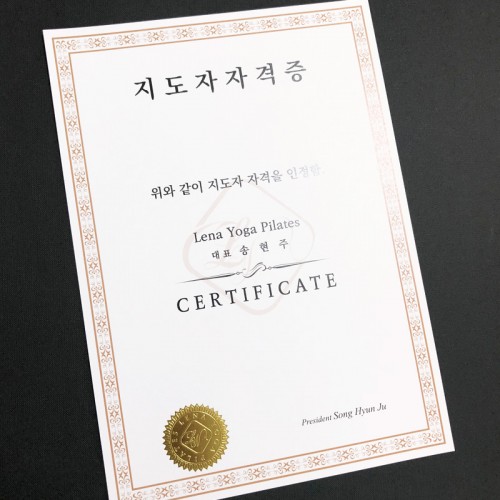 지도자자격증
위와 같이 지도자 자격을 인정함
Lena Yoga Pilates
대표 송 현 주
CERTIFICATE
President Song Hyun Ju